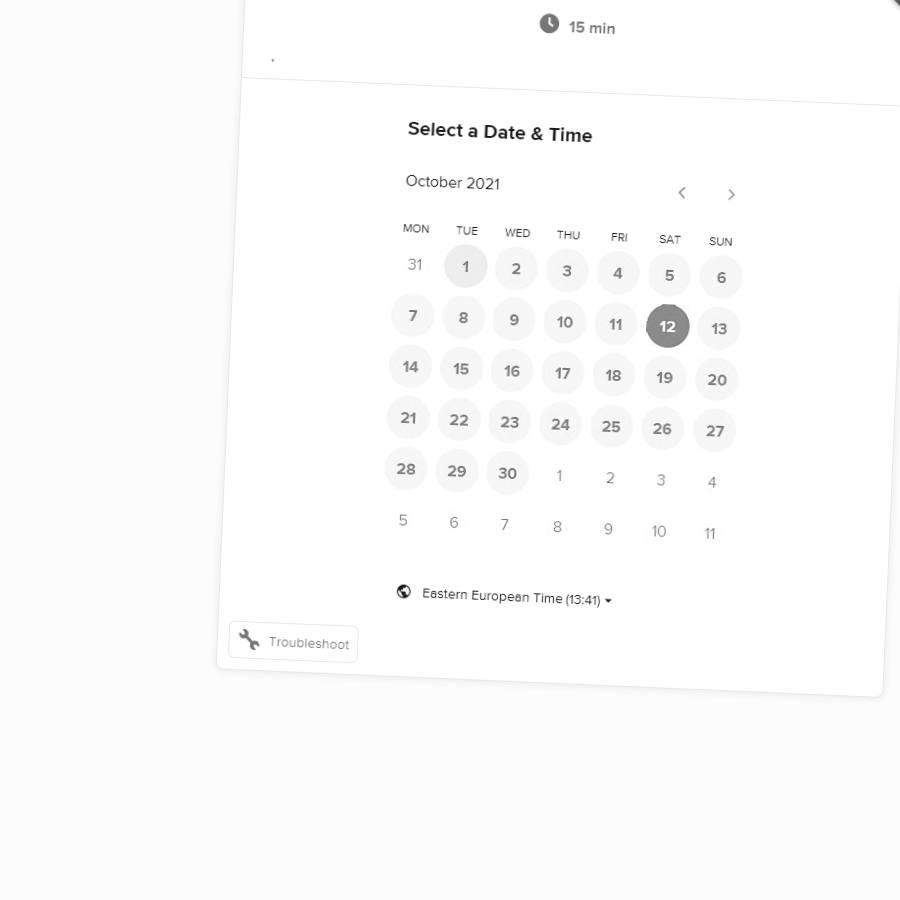 15 min
.
Select a Date & Time
October 2021
MON TUE WED THU FRI SAT SUN
31 1 2 3 4 5 6
7 8 9 10 11 12 13
14 15 16 17 18 19 20
21 22 23 24 25 26 27
28 29 30 1 2 3 4
5 6 7 8 9 10 11
Eastern European Time (13:41)
Troubleshoot